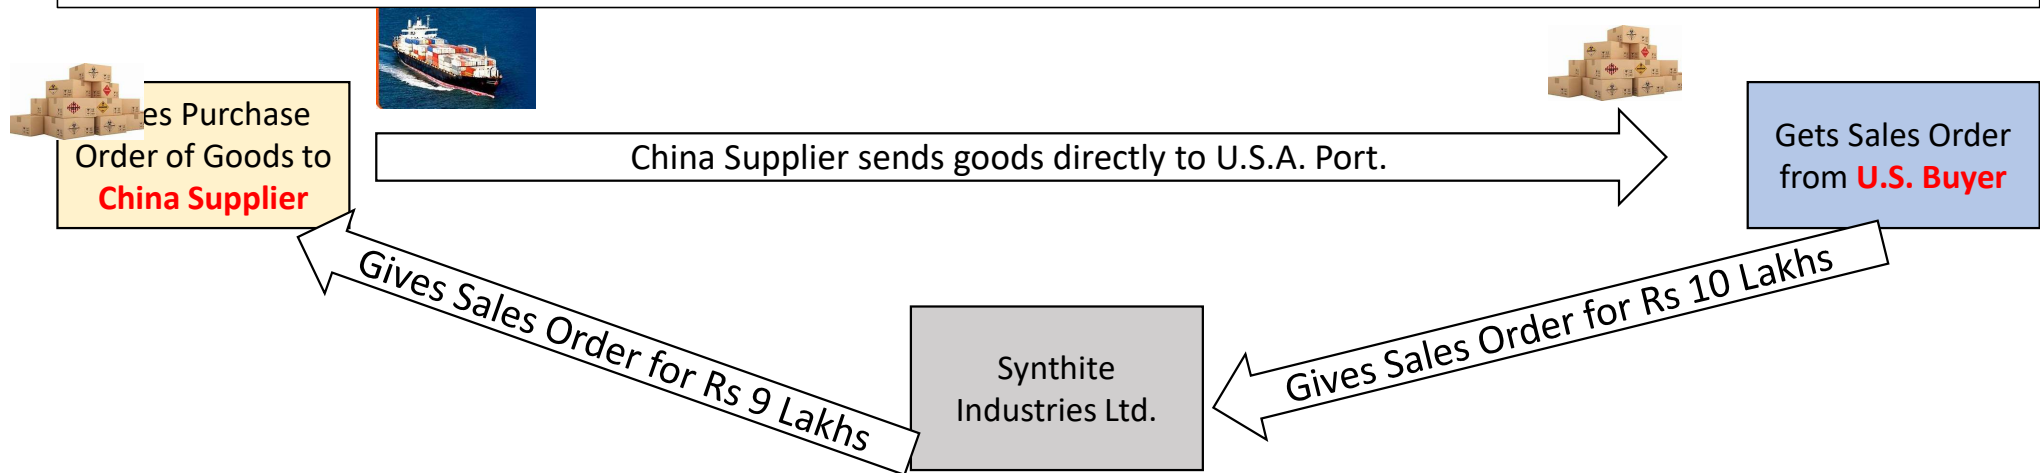 es Purchase
Order of Goods to
China Supplier
China Supplier sends goods directly to U.S.A. Port.
Gets Sales Order
from U.S. Buyer
Gives Sales Order for Rs 9 Lakhs
Synthite
Industries Ltd.
Gives Sales Order for Rs 10 Lakhs